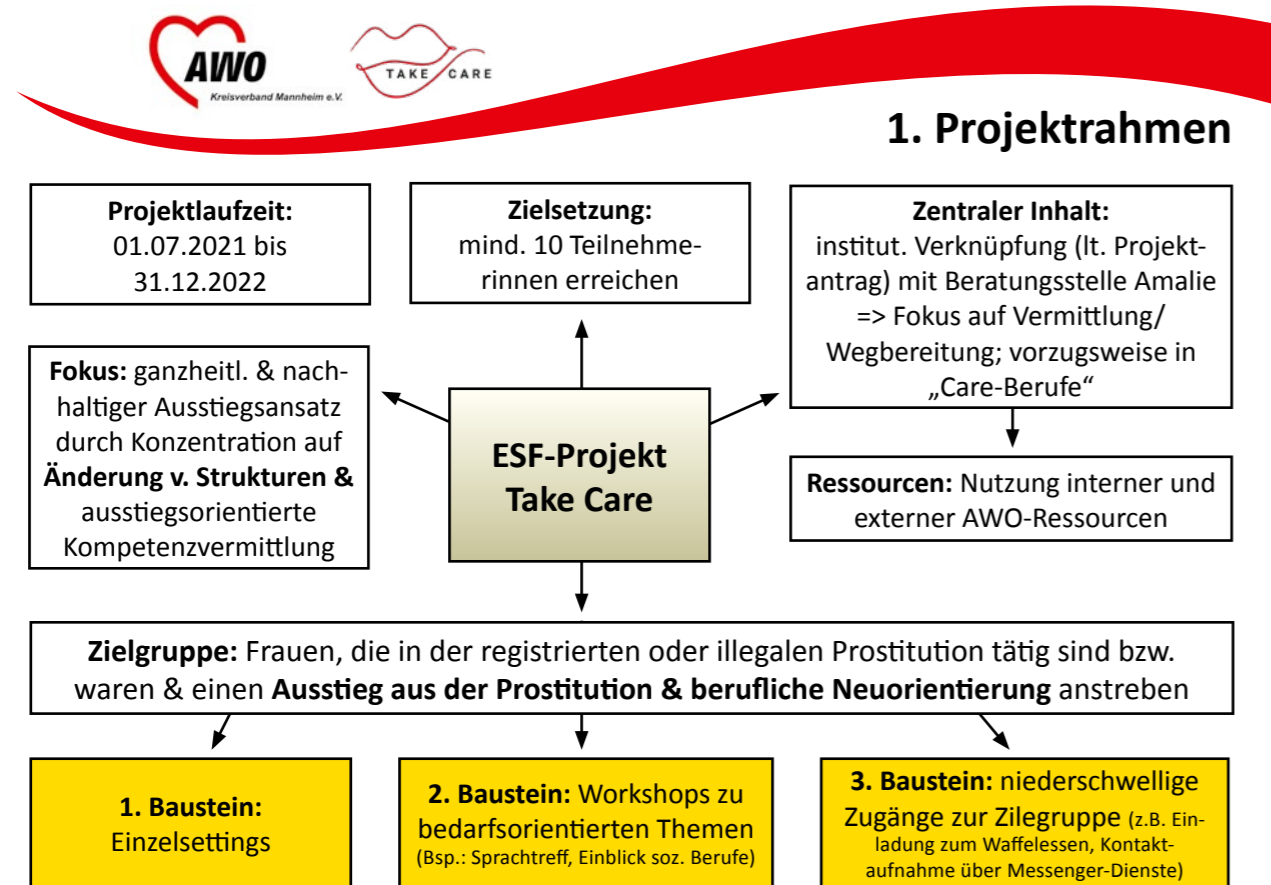 AWO
Kreisverband Mannheim e.V.
TAKE CARE
1. Projektrahmen
Projektlaufzeit:
01.07.2021 bis
31.12.2022
Zielsetzung:
mind. 10 Teilnehme-
rinnen erreichen
Zentraler Inhalt:
institut. Verknüpfung (lt. Projekt-
antrag) mit Beratungsstelle Amalie
=> Fokus auf Vermittlung/
Wegbereitung; vorzugsweise in
„Care-Berufe“
Fokus: ganzheitl. & nach-
haltiger Ausstiegsansatz
durch Konzentration auf
Änderung v. Strukturen &
ausstiegsorientierte
Kompetenzvermittlung
ESF-Projekt
Take Care
Ressourcen: Nutzung interner und
externer AWO-Ressourcen
Zielgruppe: Frauen, die in der registrierten oder illegalen Prostitution tätig sind bzw.
waren & einen Ausstieg aus der Prostitution & berufliche Neuorientierung anstreben
1. Baustein:
Einzelsettings
2. Baustein: Workshops zu
bedarfsorientierten Themen
(Bsp.: Sprachtreff, Einblick soz. Berufe)
3. Baustein: niederschwellige
Zugänge zur Zilegruppe (z.B. Ein-
ladung zum Waffelessen, Kontakt-
aufnahme über Messenger-Dienste)